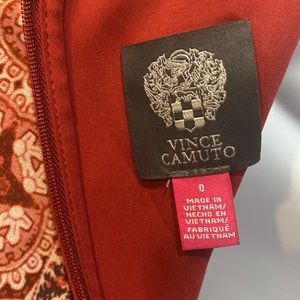 VINCE
CAMUTO
0
MADE IN
VIETNAM/
HECHO EN
VIETNAM/
FABRIQUÉ
AU VIETNAM